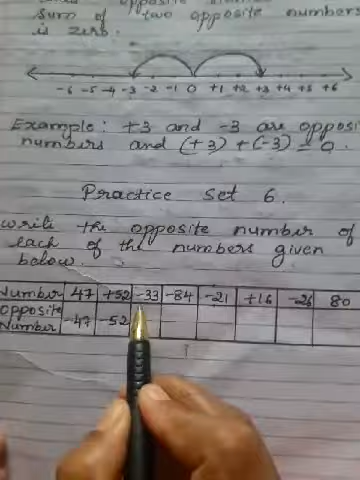 opposite
sum of two opposite numbers
is zero.
-6 -5 -4 -3 -2 -1 0 +1 +2 +3 +4 +5 +6
Example: +3 and -3 are opposi
numbers and (+3) + (-3) = 0
Practice Set 6.
write the opposite number of
each of the numbers given
below.
Number 47 +52 -33 -84 -21 +16 -26 80
Opposite Number -47 -52